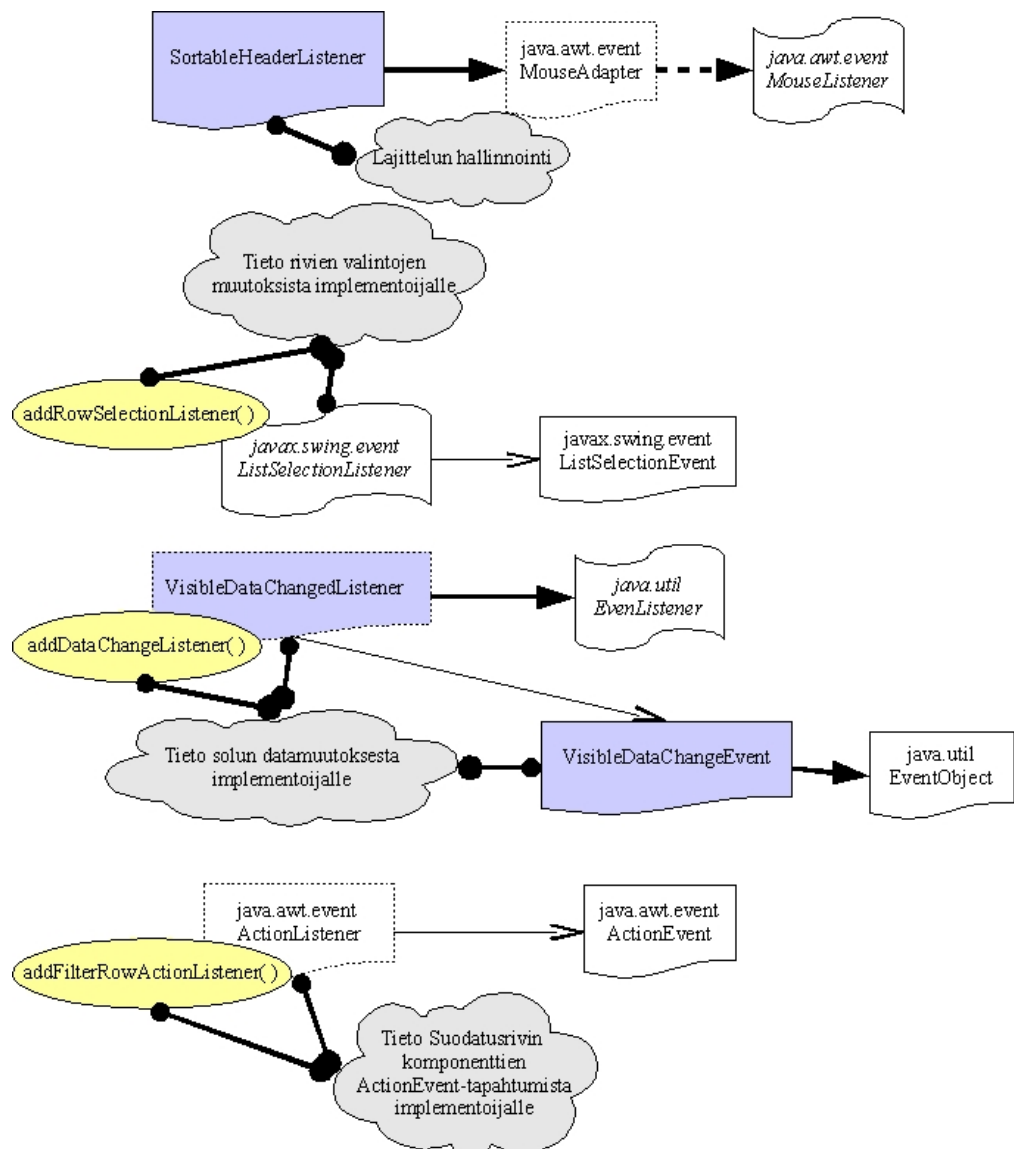 SortableHeaderListener
java.awt.event
MouseAdapter
java.awt.event
MouseListener
Lajittelun hallinnointi
Tieto rivien valintojen
muutoksista implementoijalle
addRowSelectionListener( )
javax.swing.event
ListSelectionListener
javax.swing.event
ListSelectionEvent
VisibleDataChangedListener
java.util
EvenListener
addDataChangeListener( )
Tieto solun datamuutoksesta
implementoijalle
VisibleDataChangeEvent
java.util
EventObject
java.awt.event
ActionListener
java.awt.event
ActionEvent
addFilterRowActionListener( )
Tieto Suodatusrivin
komponenttien
ActionEvent-tapahtumista
implementoijalle